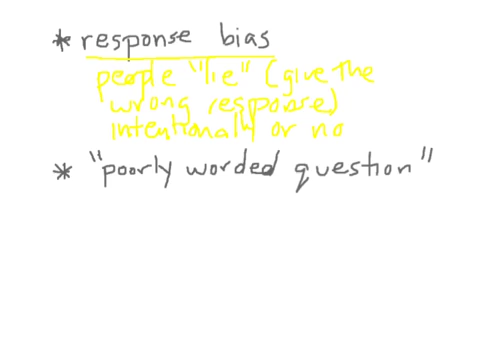 * response bias
people "lie" (give the
wrong response)
intentionally or no
* "poorly worded question"